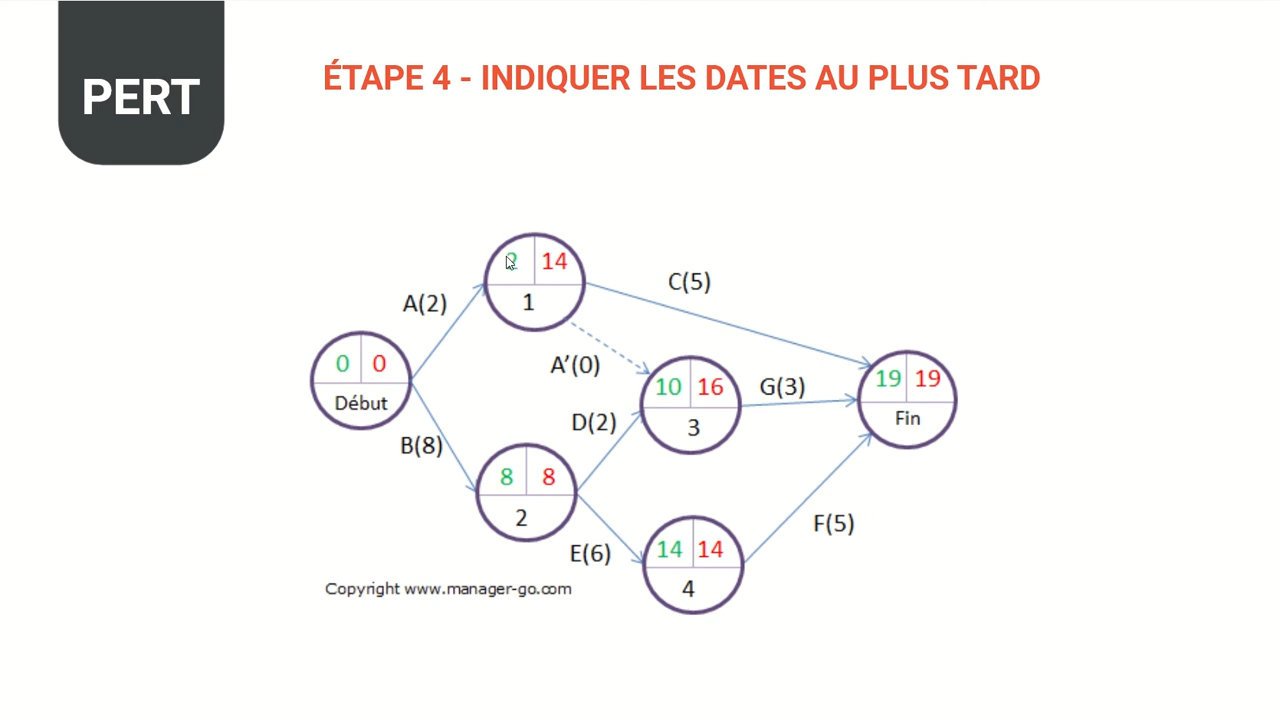 PERT
ÉTAPE 4 - INDIQUER LES DATES AU PLUS TARD
14
1
C(5)
A(2)
A’(0)
0 0
Début
10 16
3
G(3)
19 19
Fin
D(2)
B(8)
8 8
2
E(6)
14 14
4
F(5)
Copyright www.manager-go.com